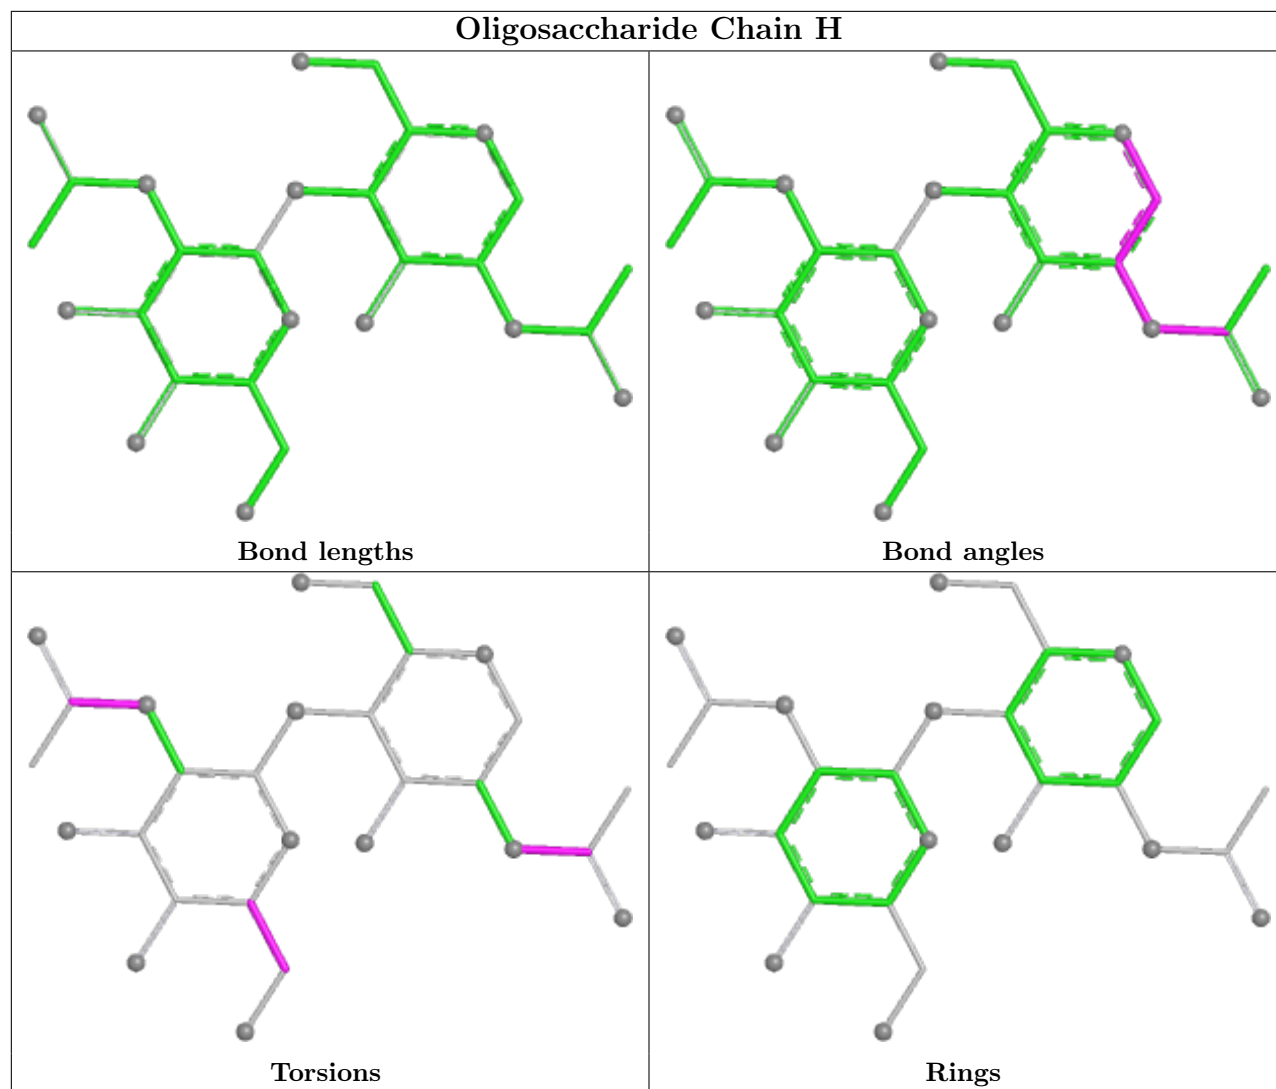 Oligosaccharide Chain H
Bond lengths
Bond angles
Torsions
Rings